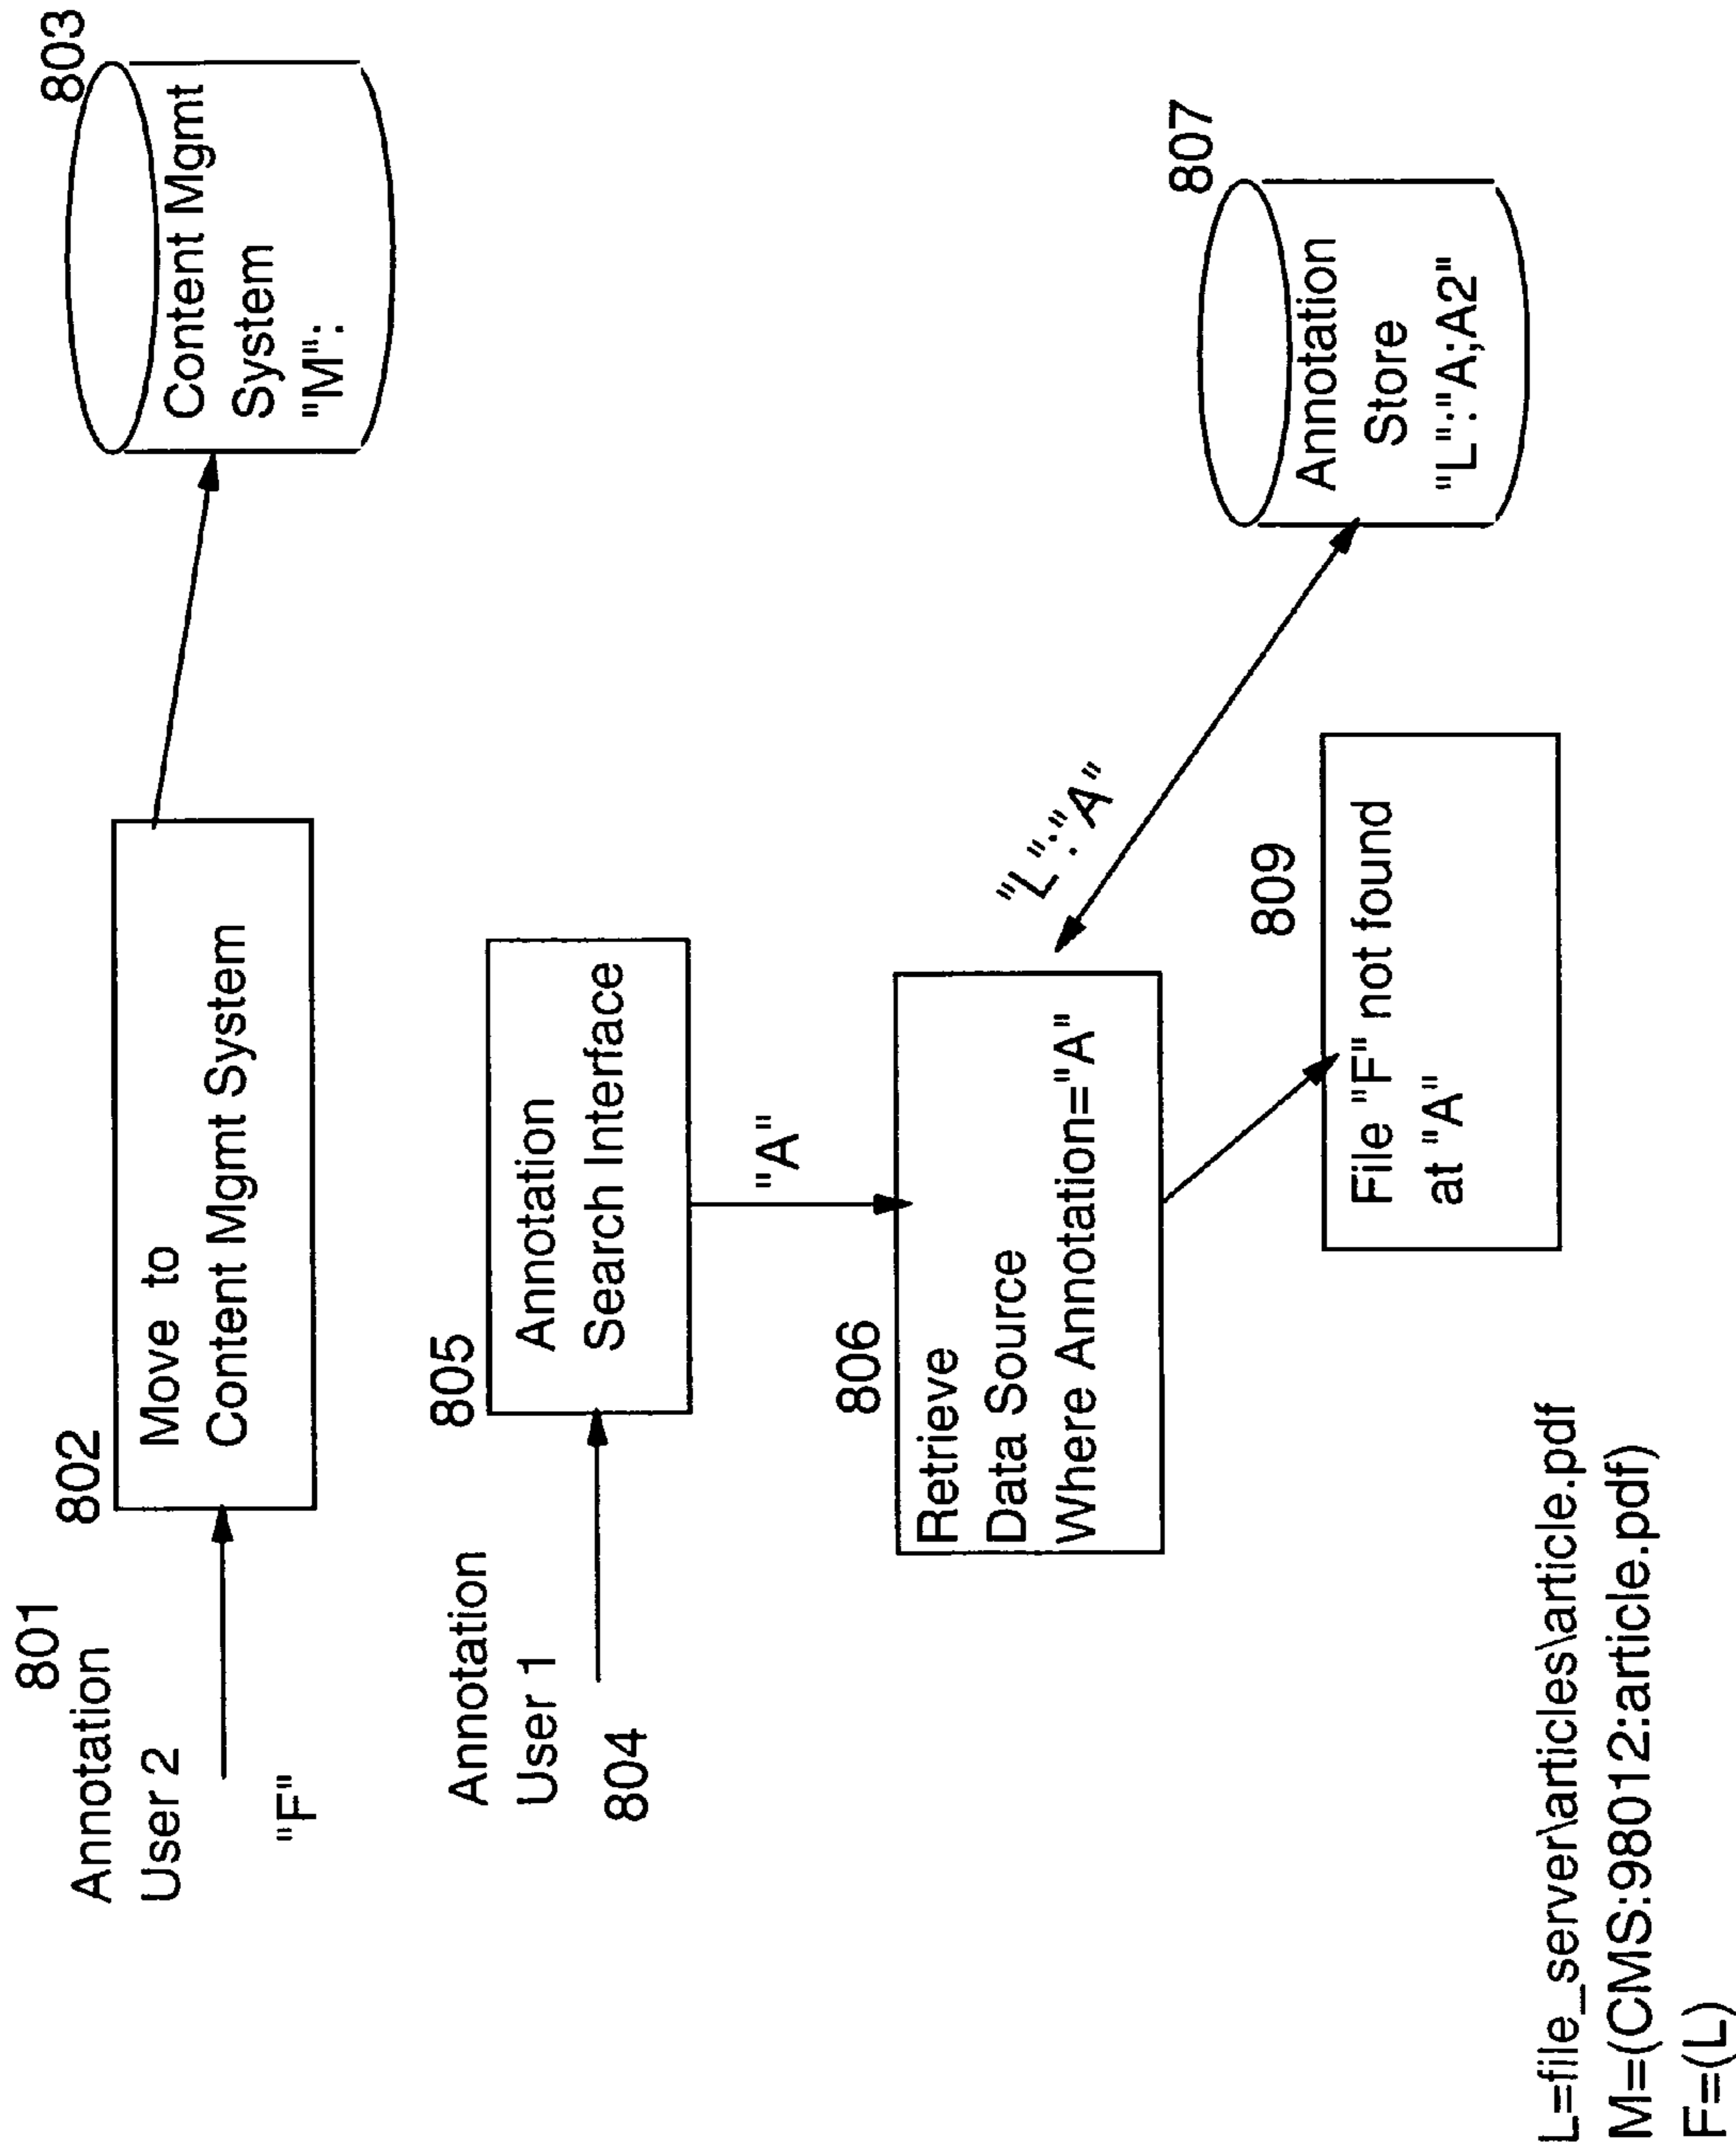 801
Annotation
User 2
"F"
802
Move to
Content Mgmt System
803
Content Mgmt
System
"M":
Annotation
User 1
804
805
Annotation
Search Interface
"A"
806
Retrieve
Data Source
Where Annotation="A"
"L":"A"
807
Annotation
Store
"L":"A;A2"
809
File "F" not found
at "A"
L=file_server\articles\article.pdf
M=(CMS:98012:article.pdf)
F=(L)